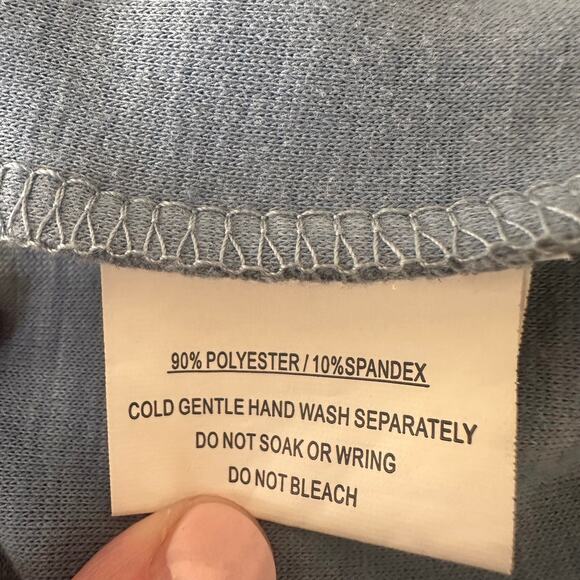 90% POLYESTER / 10%SPANDEX
COLD GENTLE HAND WASH SEPARATELY
DO NOT SOAK OR WRING
DO NOT BLEACH